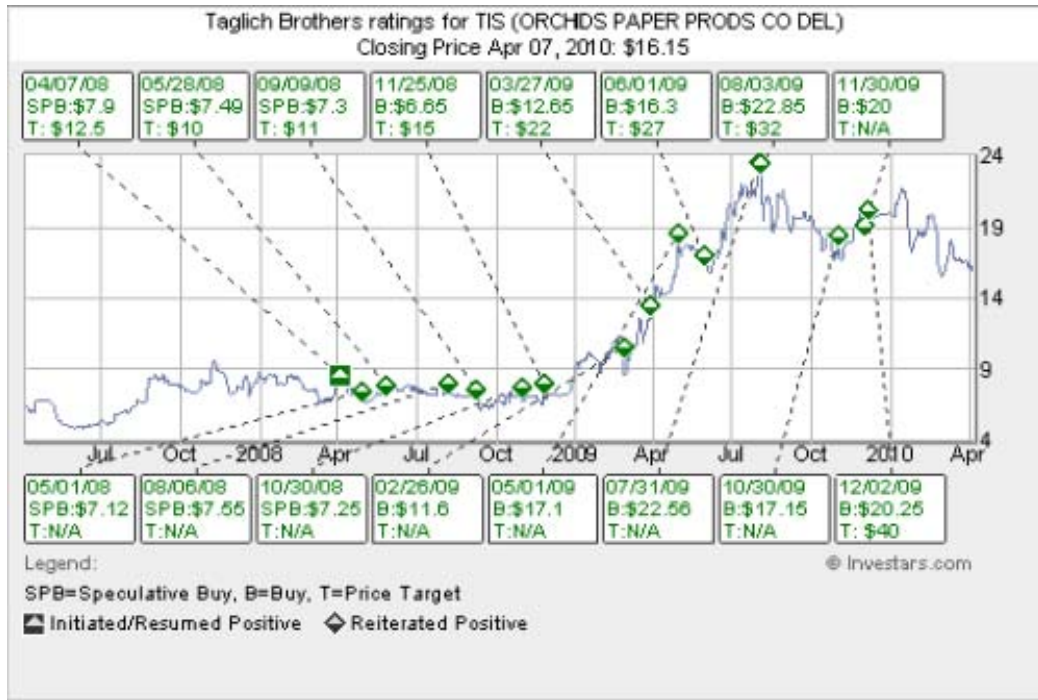 Taglich Brothers ratings for TIS (ORCHDS PAPER PRODS CO DEL)
Closing Price Apr 07, 2010: $16.15
04/07/08
SPB:$7.9
T: $12.5
05/28/08
SPB:$7.49
T: $10
09/09/08
SPB:$7.3
T: $11
11/25/08
B:$6.65
T: $15
03/27/09
B:$12.65
T: $22
06/01/09
B:$16.3
T: $27
08/03/09
B:$22.85
T: $32
11/30/09
B:$20
T:N/A
24
19
14
9
4
Jul Oct 2008 Apr Jul Oct 2009 Apr Jul Oct 2010 Apr
05/01/08
SPB:$7.12
T:N/A
08/06/08
SPB:$7.55
T:N/A
10/30/08
SPB:$7.25
T:N/A
02/26/09
B:$11.6
T:N/A
05/01/09
B:$17.1
T:N/A
07/31/09
B:$22.56
T:N/A
10/30/09
B:$17.15
T:N/A
12/02/09
B:$20.25
T: $40
Legend:
© Investars.com
SPB=Speculative Buy, B=Buy, T=Price Target
Initiated/Resumed Positive Reiterated Positive